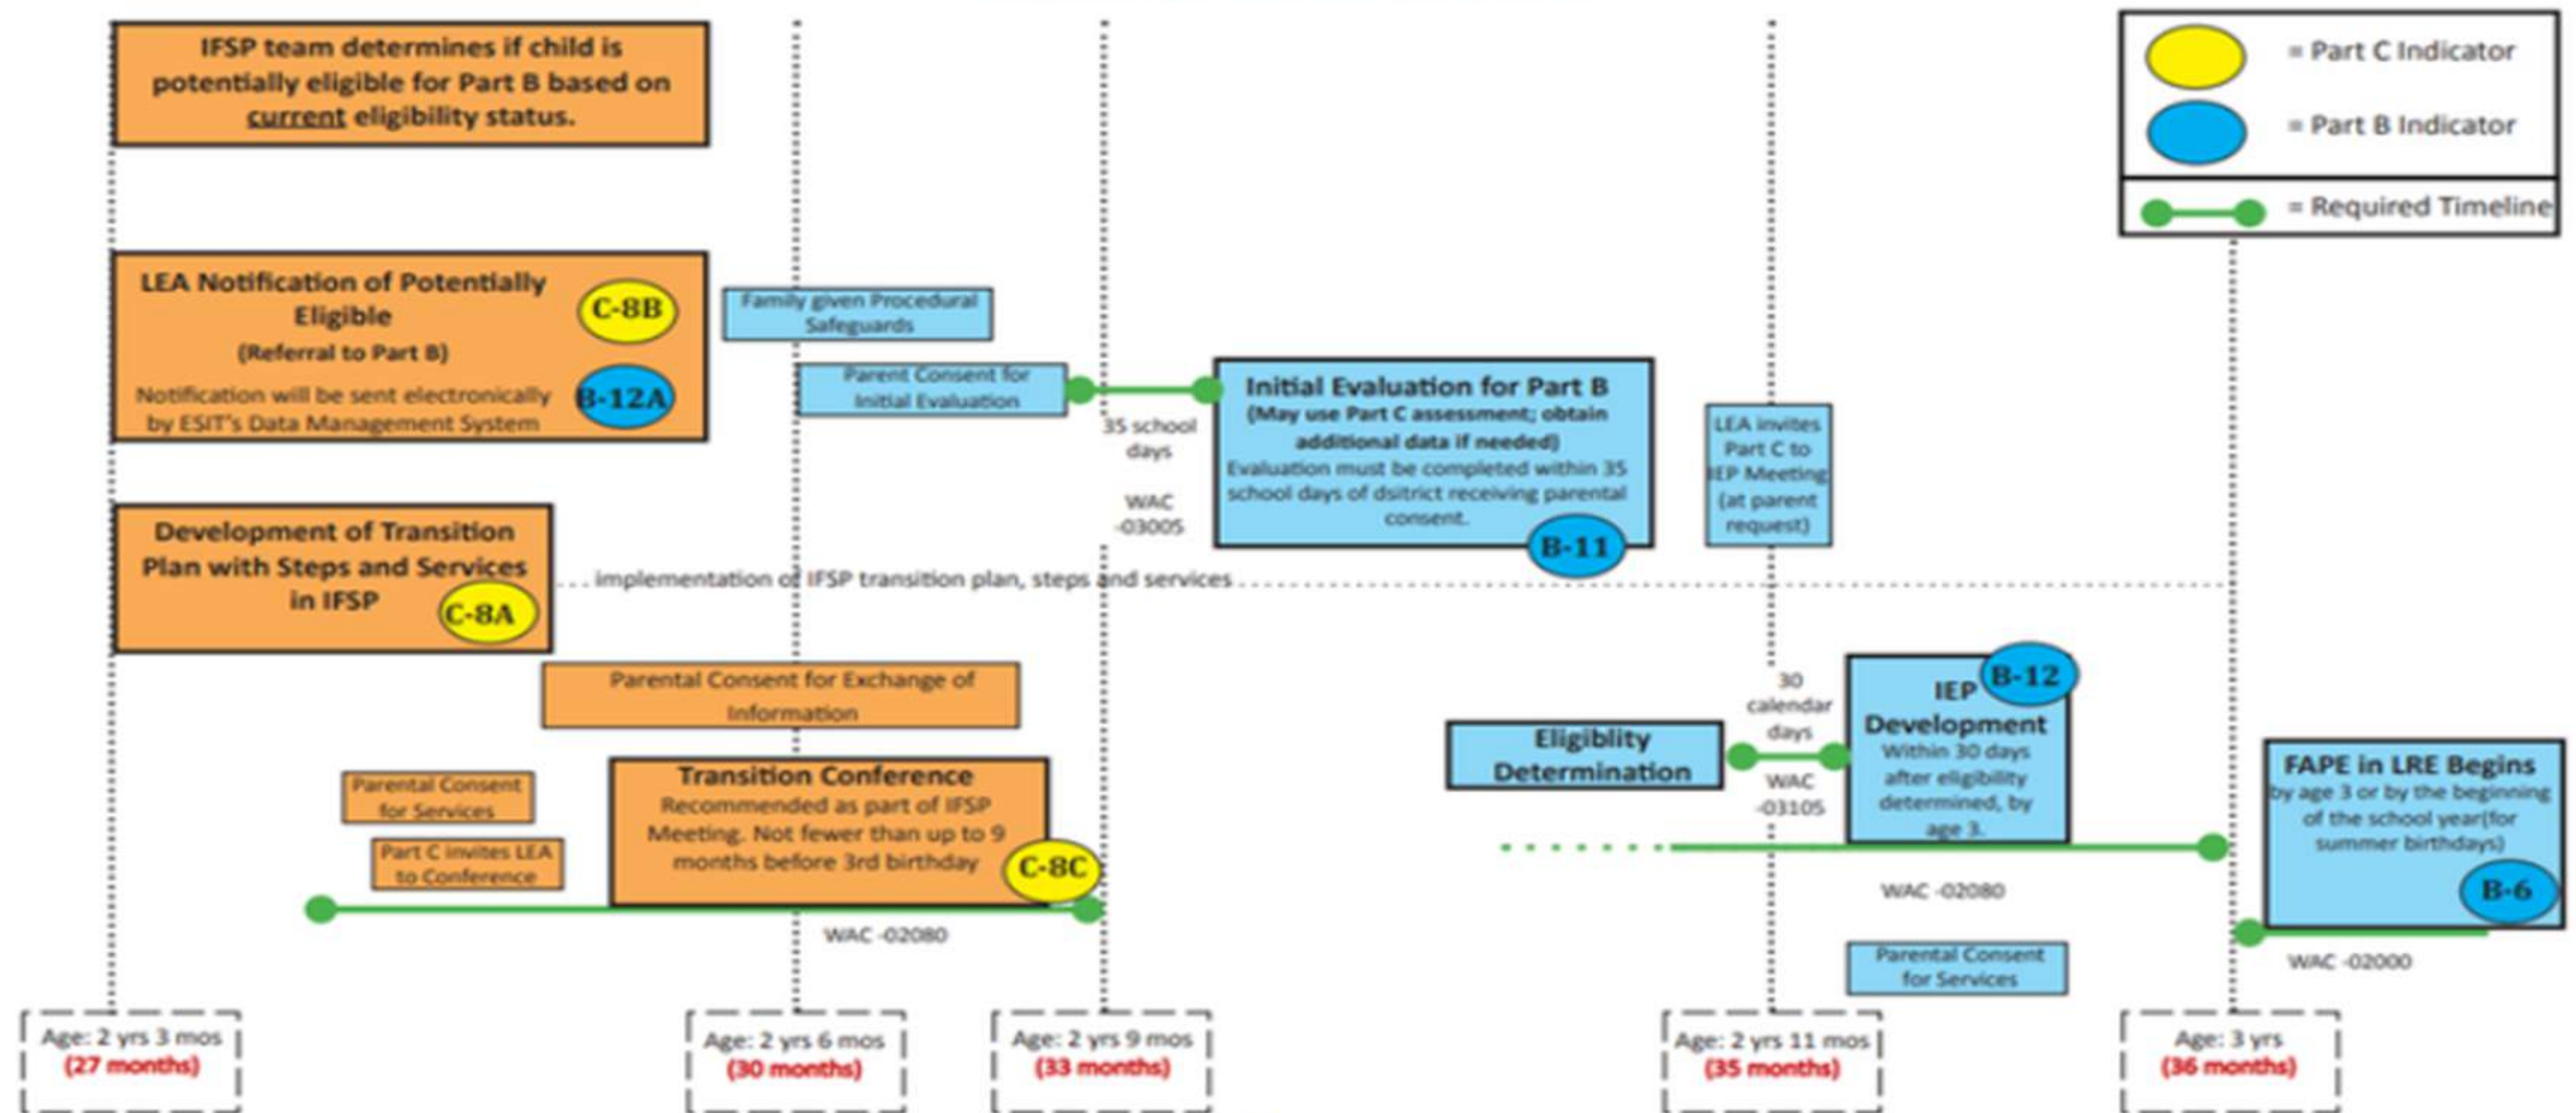 IFSP team determines if child is
potentially eligible for Part B based on
current eligibility status.
= Part C Indicator
= Part B Indicator
= Required Timeline
LEA Notification of Potentially
Eligible
(Referral to Part B)
Notification will be sent electronically
by ESIT's Data Management System
C-8B
B-12A
Family given Procedural
Safeguards
Parent Consent for
Initial Evaluation
35 school
days
WAC
-03005
Initial Evaluation for Part B
(May use Part C assessment; obtain
additional data if needed)
Evaluation must be completed within 35
school days of dsitrict receiving parental
consent.
B-11
LEA invites
Part C to
IEP Meeting
(at parent
request)
Development of Transition
Plan with Steps and Services
in IFSP
C-8A
implementation of IFSP transition plan, steps and services
Parental Consent for Exchange of
Information
Parental Consent
for Services
Part C invites LEA
to Conference
Transition Conference
Recommended as part of IFSP
Meeting. Not fewer than up to 9
months before 3rd birthday
C-8C
WAC -02080
Eligiblity
Determination
30
calendar
days
WAC
-03105
B-12
IEP
Development
Within 30 days
after eligibility
determined, by
age 3.
WAC -02080
Parental Consent
for Services
FAPE in LRE Begins
by age 3 or by the beginning
of the school year(for
summer birthdays)
B-6
WAC -02000
Age: 2 yrs 3 mos
(27 months)
Age: 2 yrs 6 mos
(30 months)
Age: 2 yrs 9 mos
(33 months)
Age: 2 yrs 11 mos
(35 months)
Age: 3 yrs
(36 months)